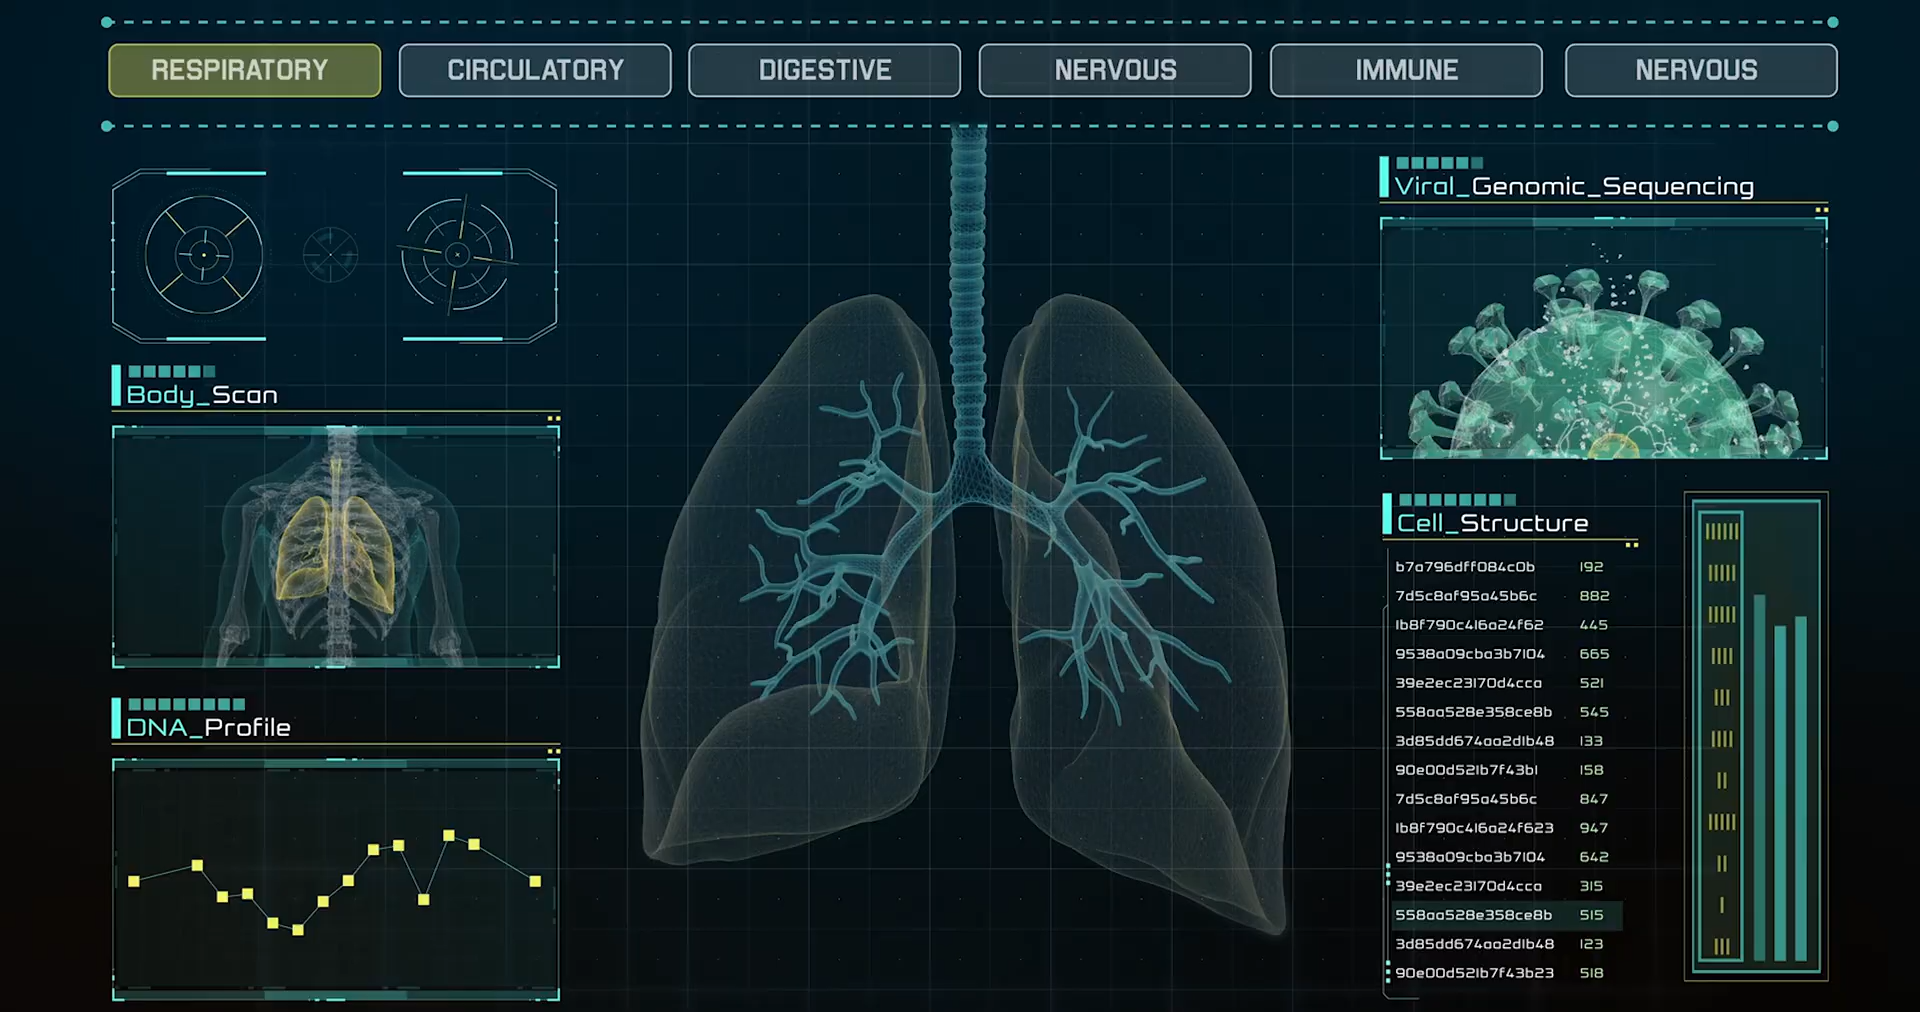 RESPIRATORY
CIRCULATORY
DIGESTIVE
NERVOUS
IMMUNE
NERVOUS
Body_Scan
DNA_Profile
Viral_Genomic_Sequencing
Cell_Structure
b7a796dff084c0b 192
7d5c8af95a45b6c 882
1b8f790c416a24f62 445
9538a09cba3b7104 665
39e2ec23170d4cca 521
558aa528e358ce8b 545
3d85dd674aa2d1b48 133
90e00d521b7f43b1 158
7d5c8af95a45b6c 847
1b8f790c416a24f623 947
9538a09cba3b7104 642
39e2ec23170d4cca 315
558aa528e358ce8b 515
3d85dd674aa2d1b48 123
90e00d521b7f43b23 518